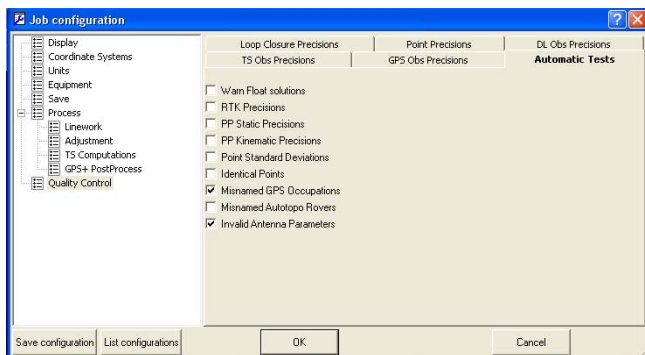 Job configuration
Display
Coordinate Systems
Units
Equipment
Save
Process
Linework
Adjustment
TS Computations
GPS+ PostProcess
Quality Control
Loop Closure Precisions
Point Precisions
DL Obs Precisions
TS Obs Precisions
GPS Obs Precisions
Automatic Tests
Warn Float solutions
RTK Precisions
PP Static Precisions
PP Kinematic Precisions
Point Standard Deviations
Identical Points
Misnamed GPS Occupations
Misnamed Autotopo Rovers
Invalid Antenna Parameters
Save configuration
List configurations
OK
Cancel